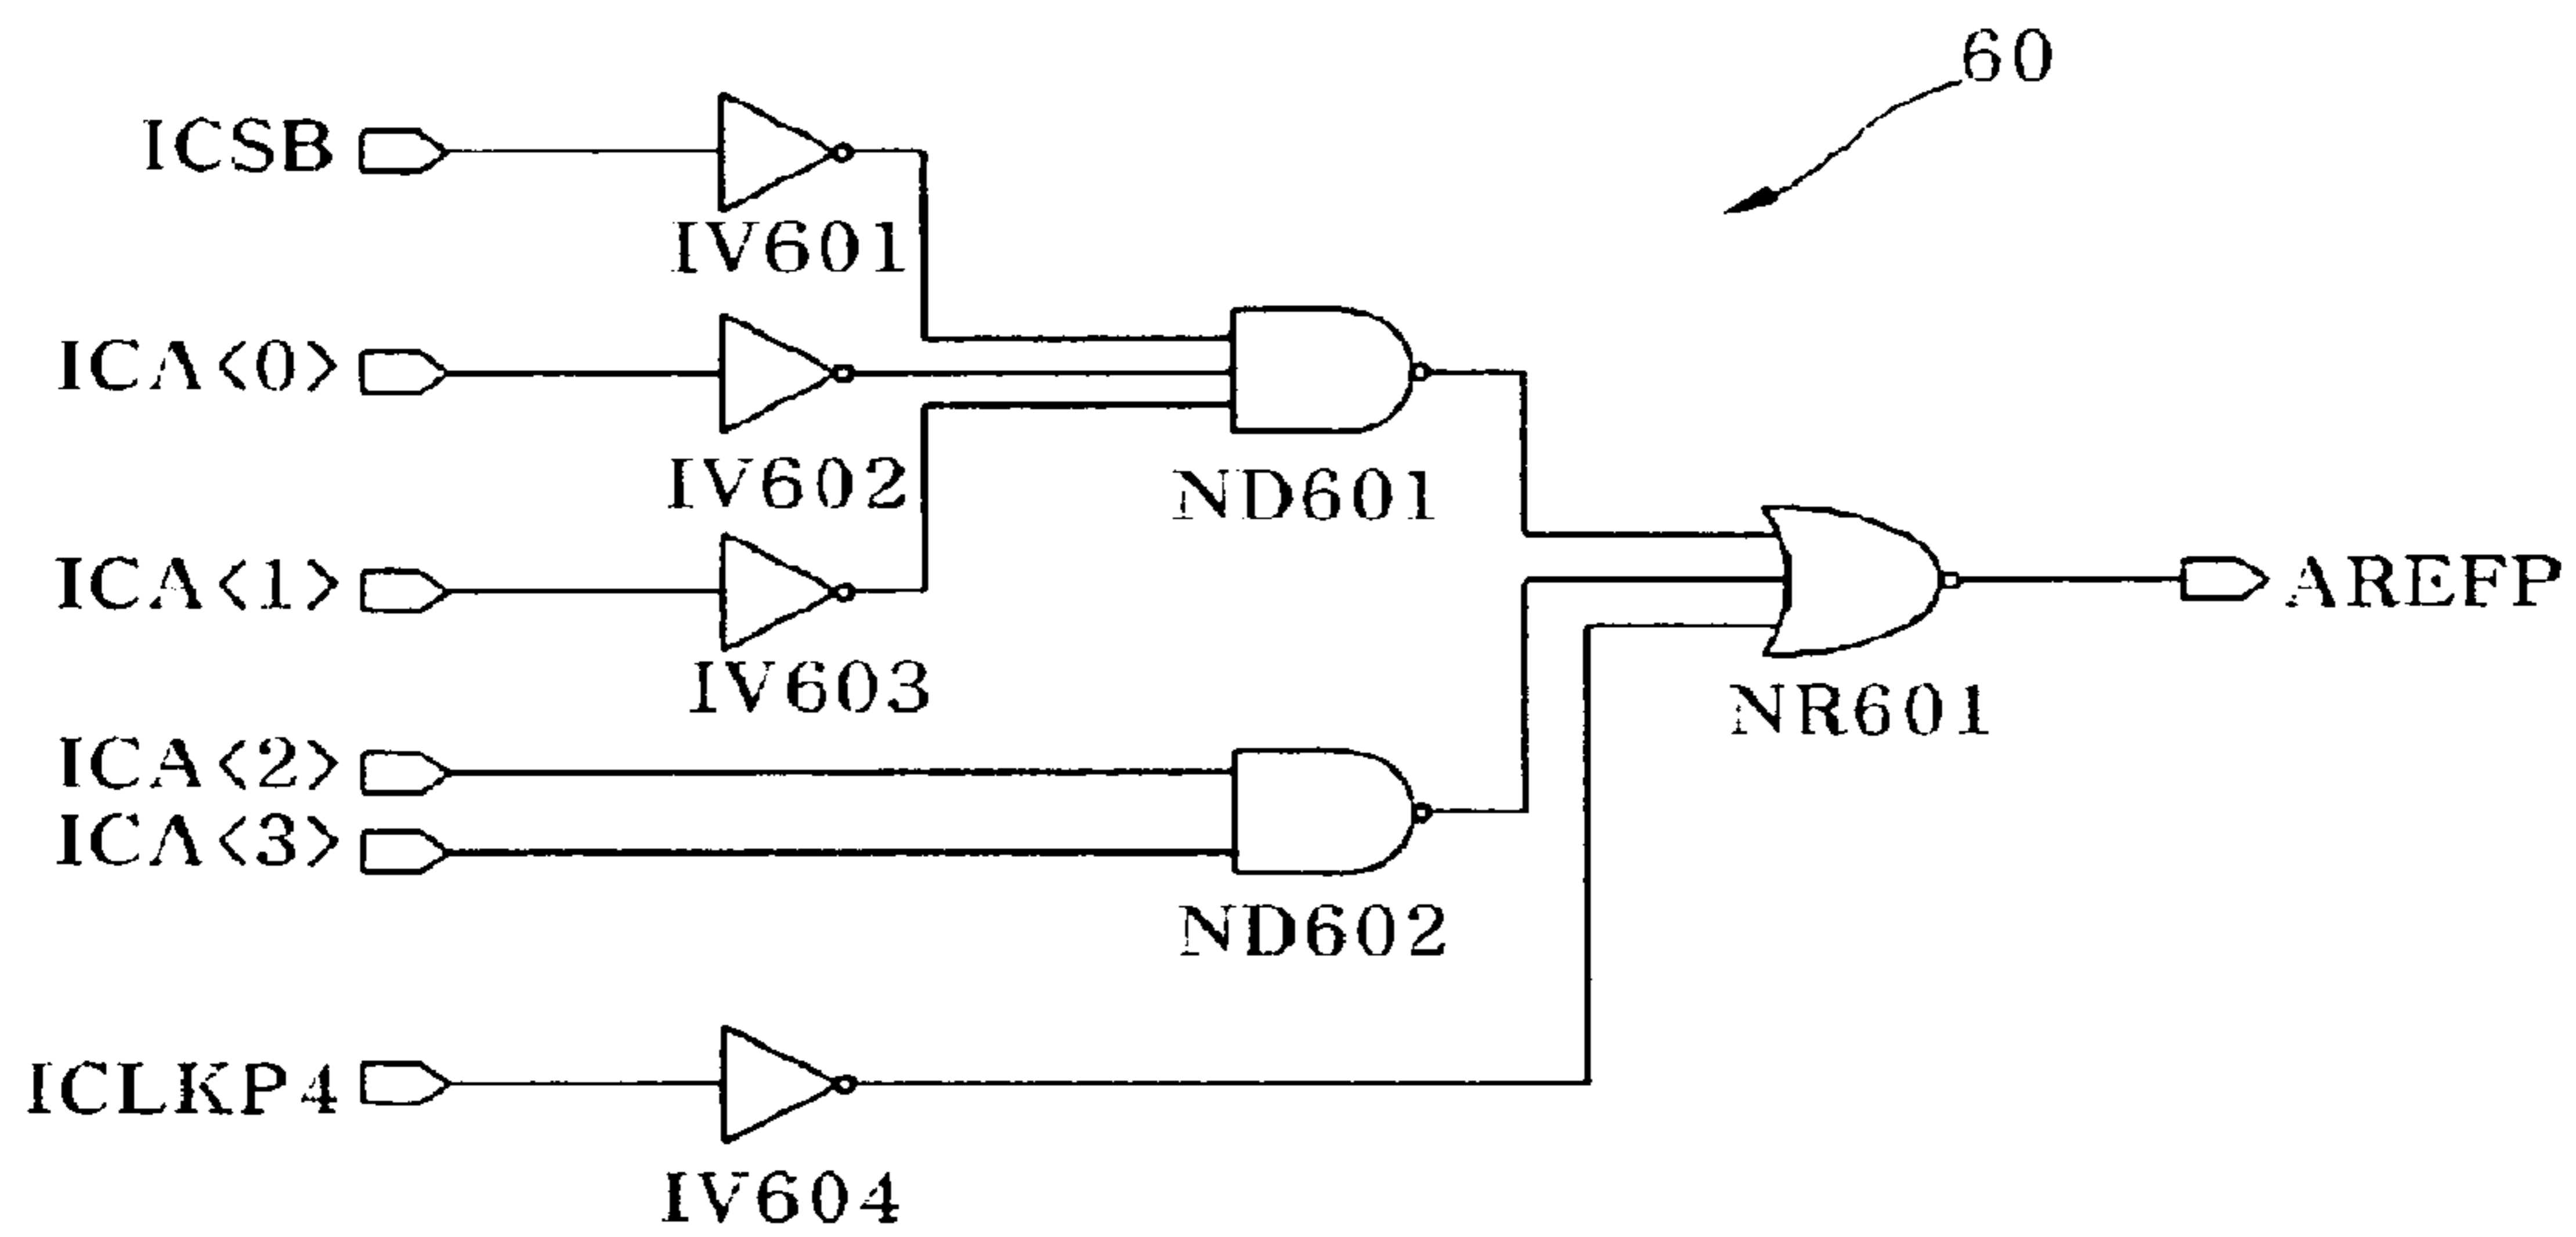 60
ICSB
IV601
ICA<0>
IV602
ND601
ICA<1>
IV603
AREFP
NR601
ICA<2>
ICA<3>
ND602
ICLKP4
IV604